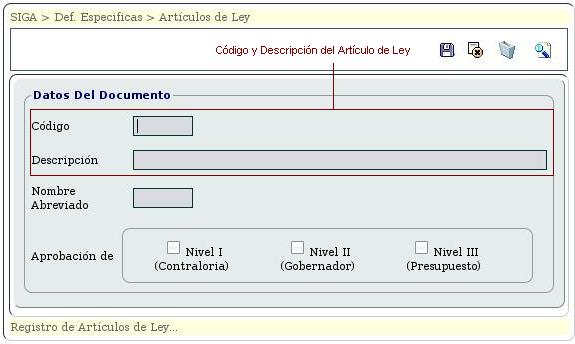 SIGA > Def. Especificas > Artículos de Ley
Código y Descripción del Artículo de Ley
Datos Del Documento
Código
Descripción
Nombre
Abreviado
Aprobación de
Nivel I
(Contraloria)
Nivel II
(Gobernador)
Nivel III
(Presupuesto)
Registro de Artículos de Ley...